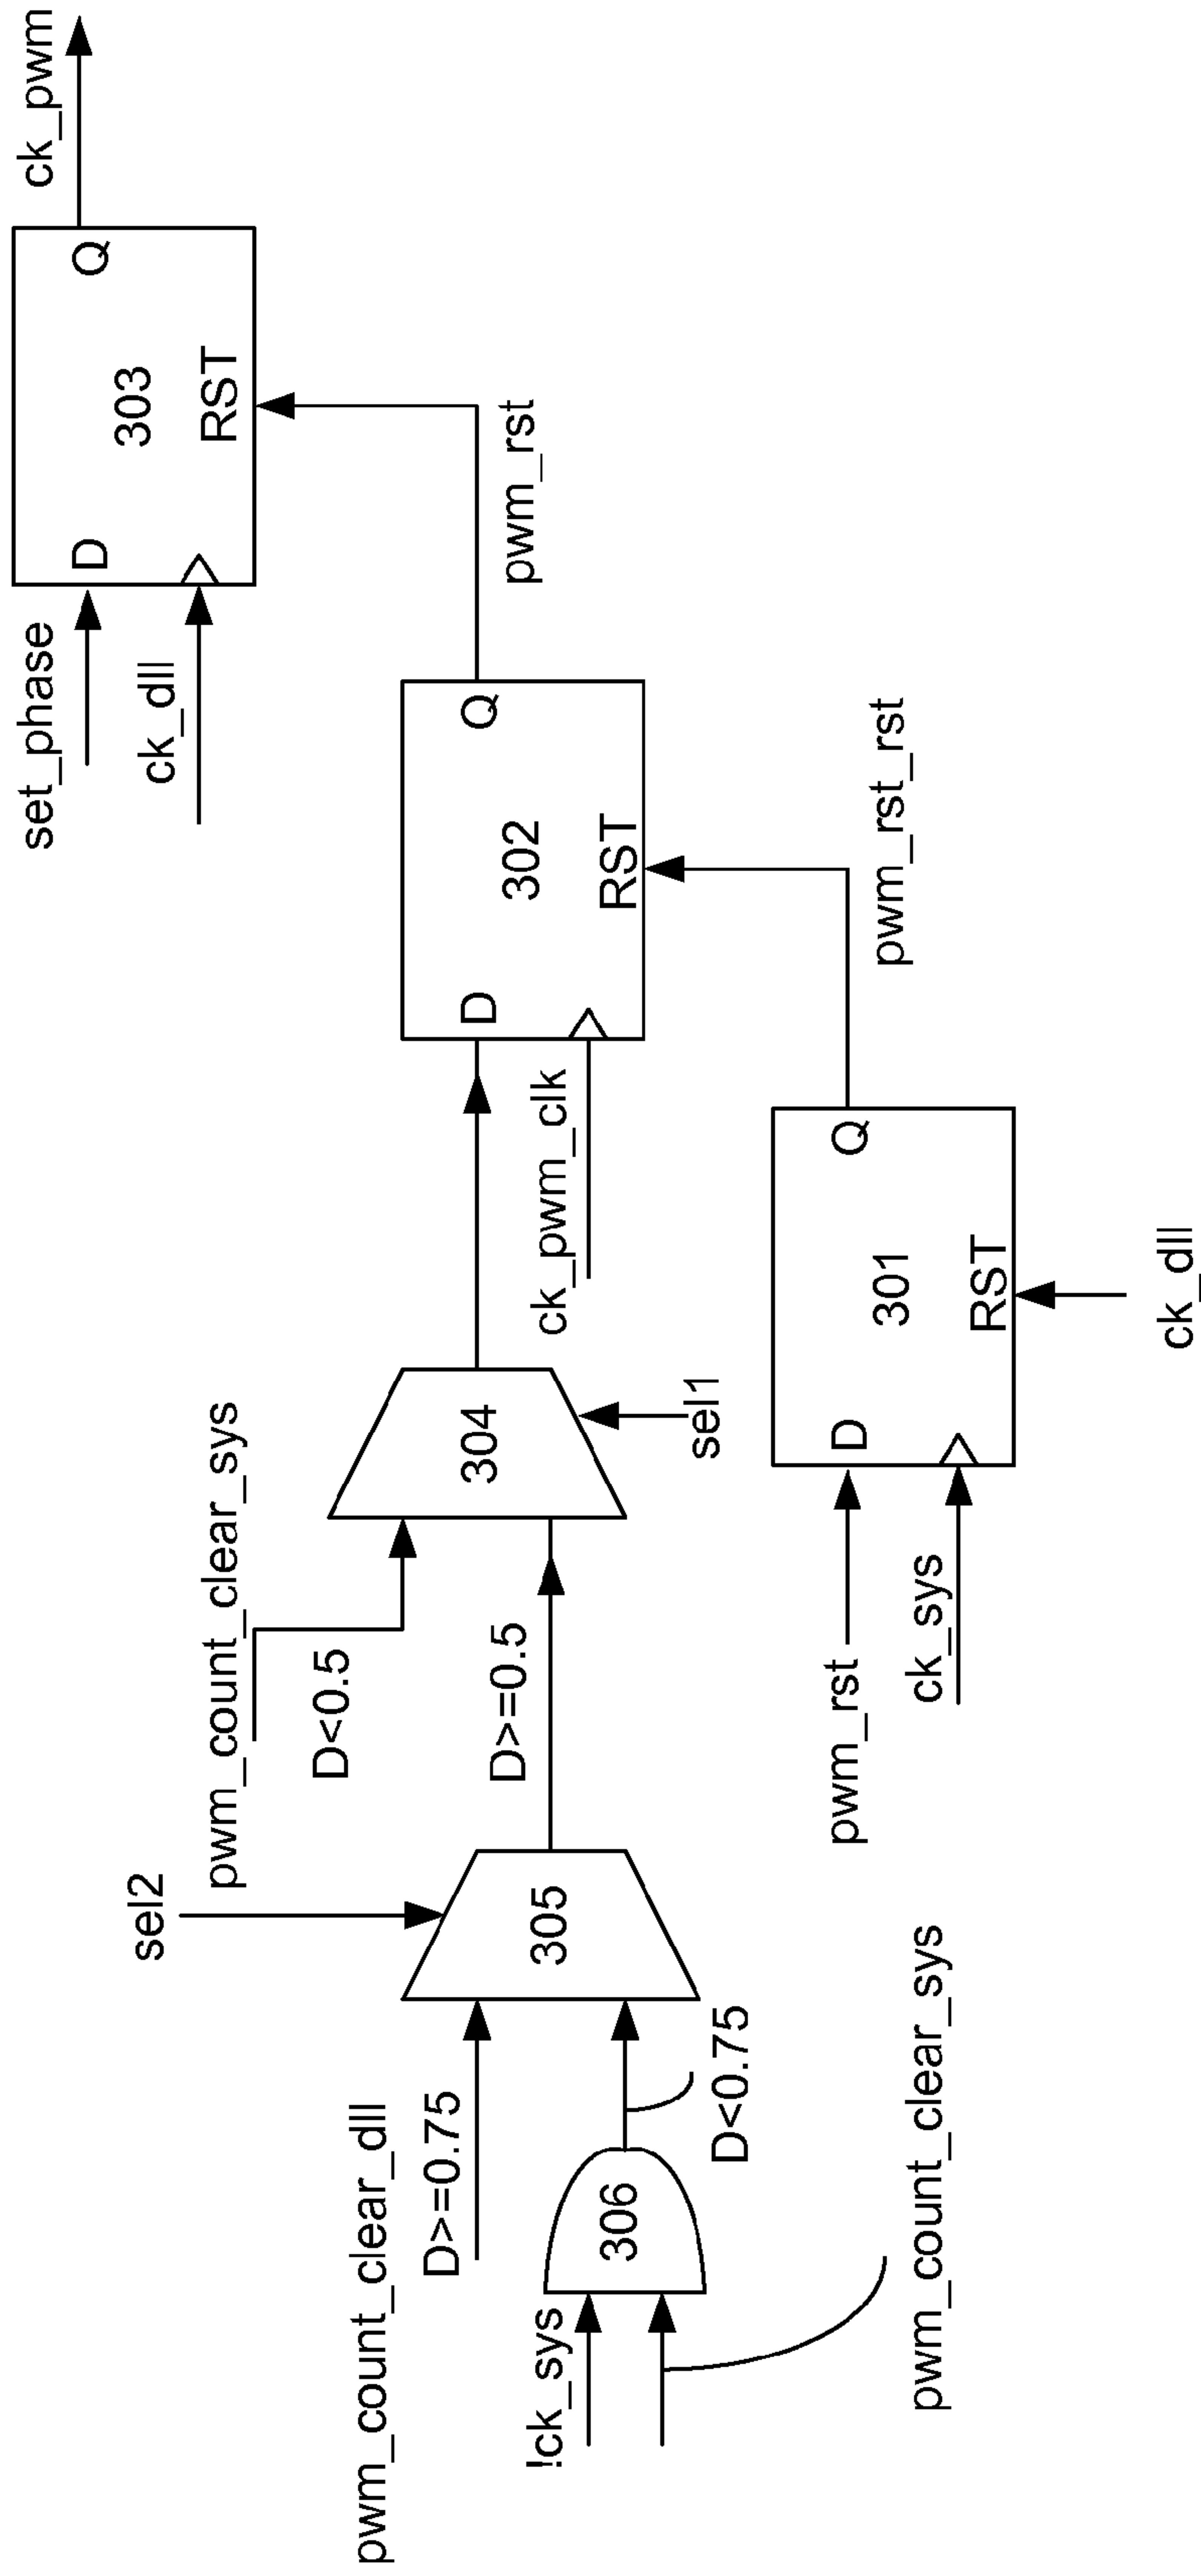 set_phase
D
Q
ck_pwm
303
ck_dll
RST
sel2
pwm_count_clear_sys
D<0.5
pwm_count_clear_dll
D>=0.75
305
D>=0.5
304
sel1
D
Q
302
ck_pwm_clk
RST
pwm_rst
!ck_sys
306
D<0.75
pwm_count_clear_sys
pwm_rst
D
Q
pwm_rst_rst
301
ck_sys
RST
ck_dll